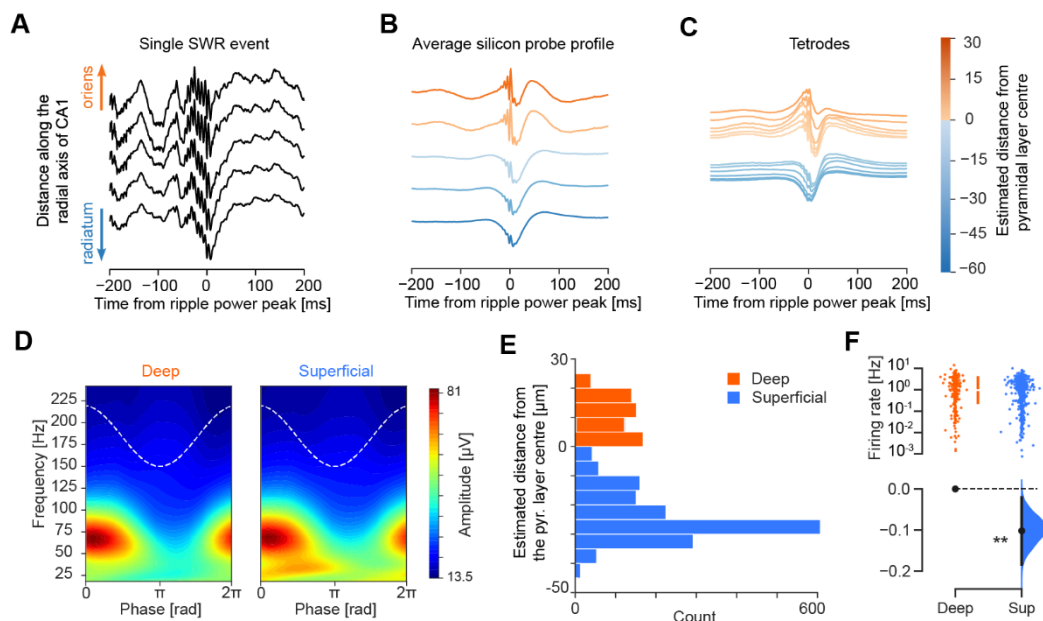 A
Single SWR event
oriens
Distance along the
radial axis of CA1
radiatum
−200 −100 0 100 200
Time from ripple power peak [ms]
B
Average silicon probe profile
−200 −100 0 100 200
Time from ripple power peak [ms]
C
Tetrodes
−200 −100 0 100 200
Time from ripple power peak [ms]
30
15
0
−15
−30
−45
−60
Estimated distance from
pyramidal layer centre
D
Deep
Superficial
Frequency [Hz]
225
200
175
150
125
100
75
50
25
0 π 2π
Phase [rad]
0 π 2π
Phase [rad]
81
Amplitude [µV]
13.5
E
Estimated distance from
the pyr. layer centre [µm]
30
0
-50
Deep
Superficial
0 600
Count
F
Firing rate [Hz]
10¹
10⁰
10⁻¹
10⁻²
10⁻³
0.0
−0.1
−0.2
**
Deep Sup